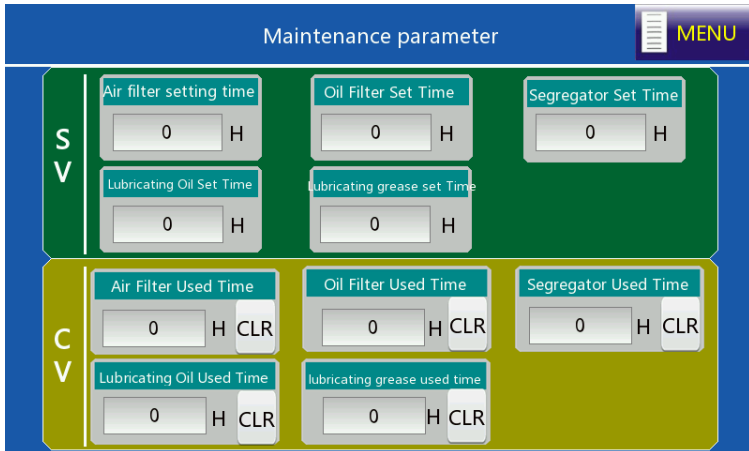 Maintenance parameter
MENU
SV
Air filter setting time
Oil Filter Set Time
Segregator Set Time
0 H
0 H
0 H
Lubricating Oil Set Time
Lubricating grease set Time
0 H
0 H
CV
Air Filter Used Time
Oil Filter Used Time
Segregator Used Time
0 H CLR
0 H CLR
0 H CLR
Lubricating Oil Used Time
lubricating grease used time
0 H CLR
0 H CLR